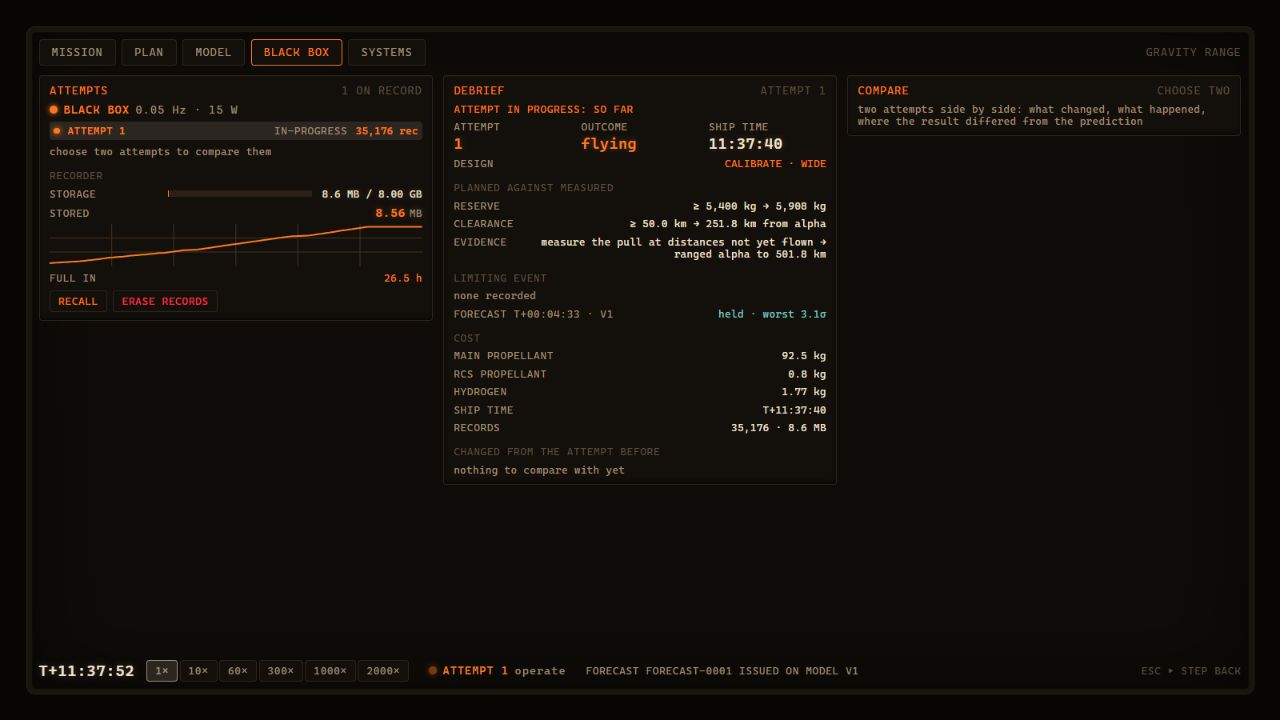 MISSION PLAN MODEL BLACK BOX SYSTEMS GRAVITY RANGE
ATTEMPTS 1 ON RECORD
BLACK BOX 0.05 Hz · 15 W
ATTEMPT 1 IN-PROGRESS 35,176 rec
choose two attempts to compare them
RECORDER
STORAGE 8.6 MB / 8.00 GB
STORED 8.56 MB
FULL IN 26.5 h
RECALL ERASE RECORDS
DEBRIEF ATTEMPT 1
ATTEMPT IN PROGRESS: SO FAR
ATTEMPT OUTCOME SHIP TIME
1 flying 11:37:40
DESIGN CALIBRATE · WIDE
PLANNED AGAINST MEASURED
RESERVE ≥ 5,400 kg → 5,908 kg
CLEARANCE ≥ 50.0 km → 251.8 km from alpha
EVIDENCE measure the pull at distances not yet flown →
ranged alpha to 501.8 km
LIMITING EVENT
none recorded
FORECAST T+00:04:33 · V1 held · worst 3.1σ
COST
MAIN PROPELLANT 92.5 kg
RCS PROPELLANT 0.8 kg
HYDROGEN 1.77 kg
SHIP TIME T+11:37:40
RECORDS 35,176 · 8.6 MB
CHANGED FROM THE ATTEMPT BEFORE
nothing to compare with yet
COMPARE CHOOSE TWO
two attempts side by side: what changed, what happened,
where the result differed from the prediction
T+11:37:52 1× 10× 60× 300× 1000× 2000× ATTEMPT 1 operate FORECAST FORECAST-0001 ISSUED ON MODEL V1 ESC ▸ STEP BACK